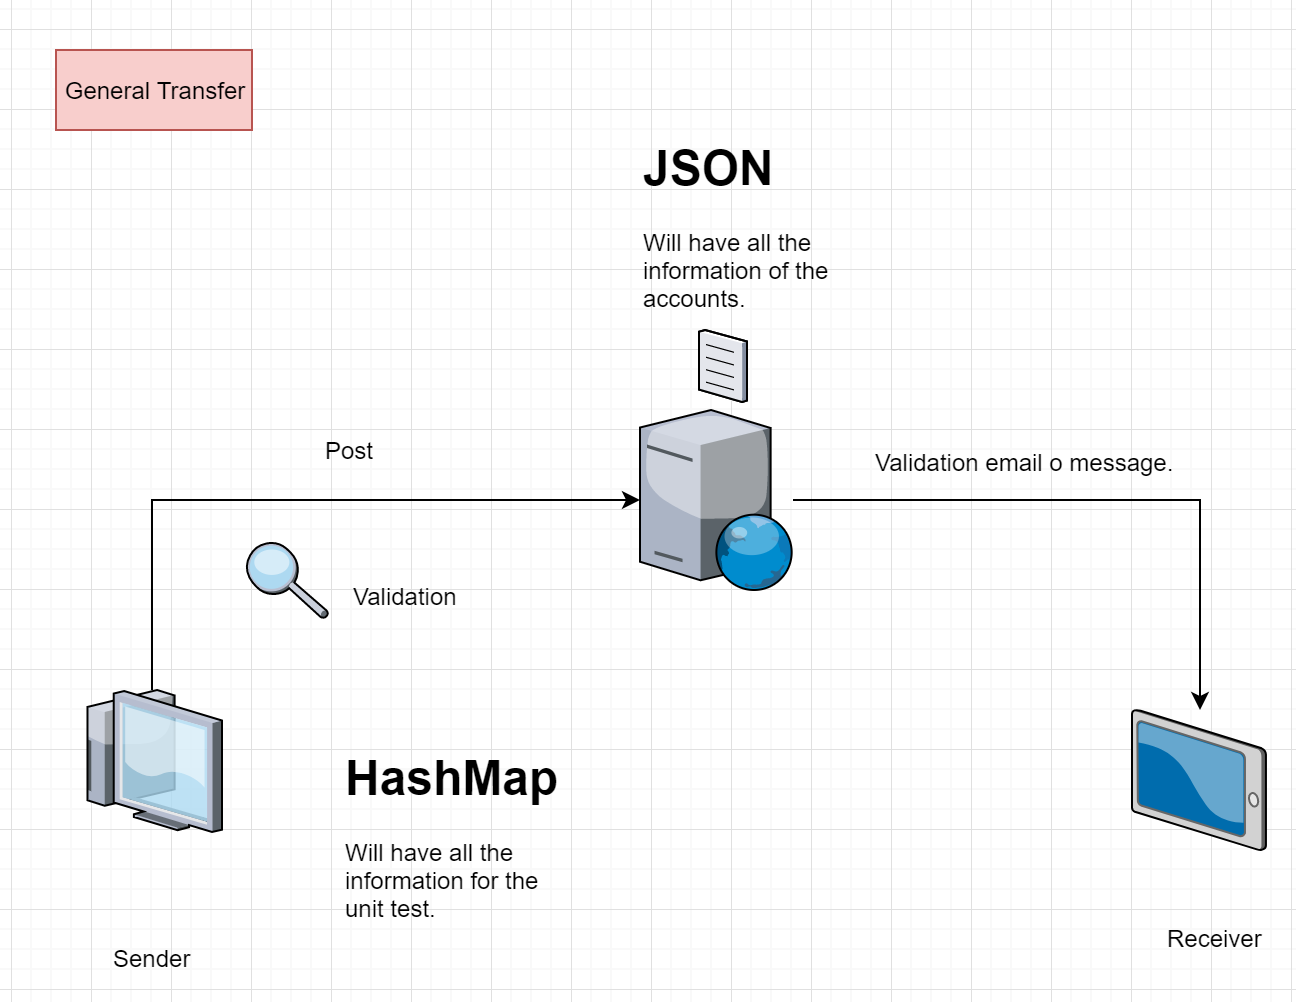 General Transfer
JSON
Will have all the
information of the
accounts.
Post
Validation email o message.
Validation
HashMap
Will have all the
information for the
unit test.
Sender
Receiver